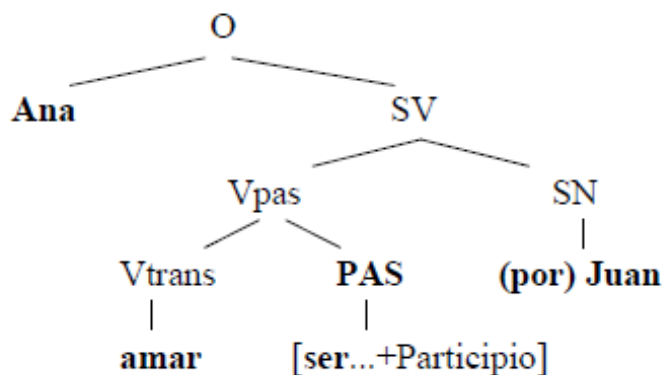 O
Ana SV
Vpas SN
Vtrans PAS (por) Juan
amar [ser...+Participio]